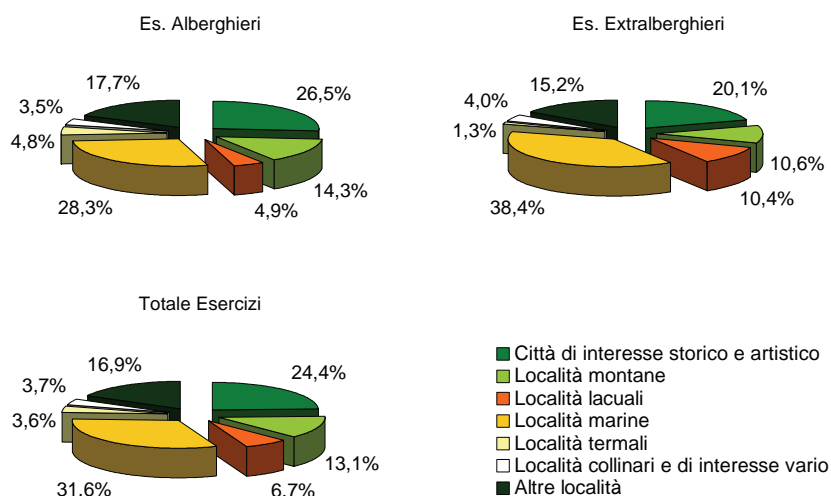 Es. Alberghieri
17,7%
26,5%
3,5%
4,8%
14,3%
28,3%
4,9%
Es. Extralberghieri
15,2%
20,1%
4,0%
1,3%
10,6%
38,4%
10,4%
Totale Esercizi
16,9%
24,4%
3,7%
3,6%
13,1%
31,6%
6,7%
Città di interesse storico e artistico
Località montane
Località lacuali
Località marine
Località termali
Località collinari e di interesse vario
Altre località